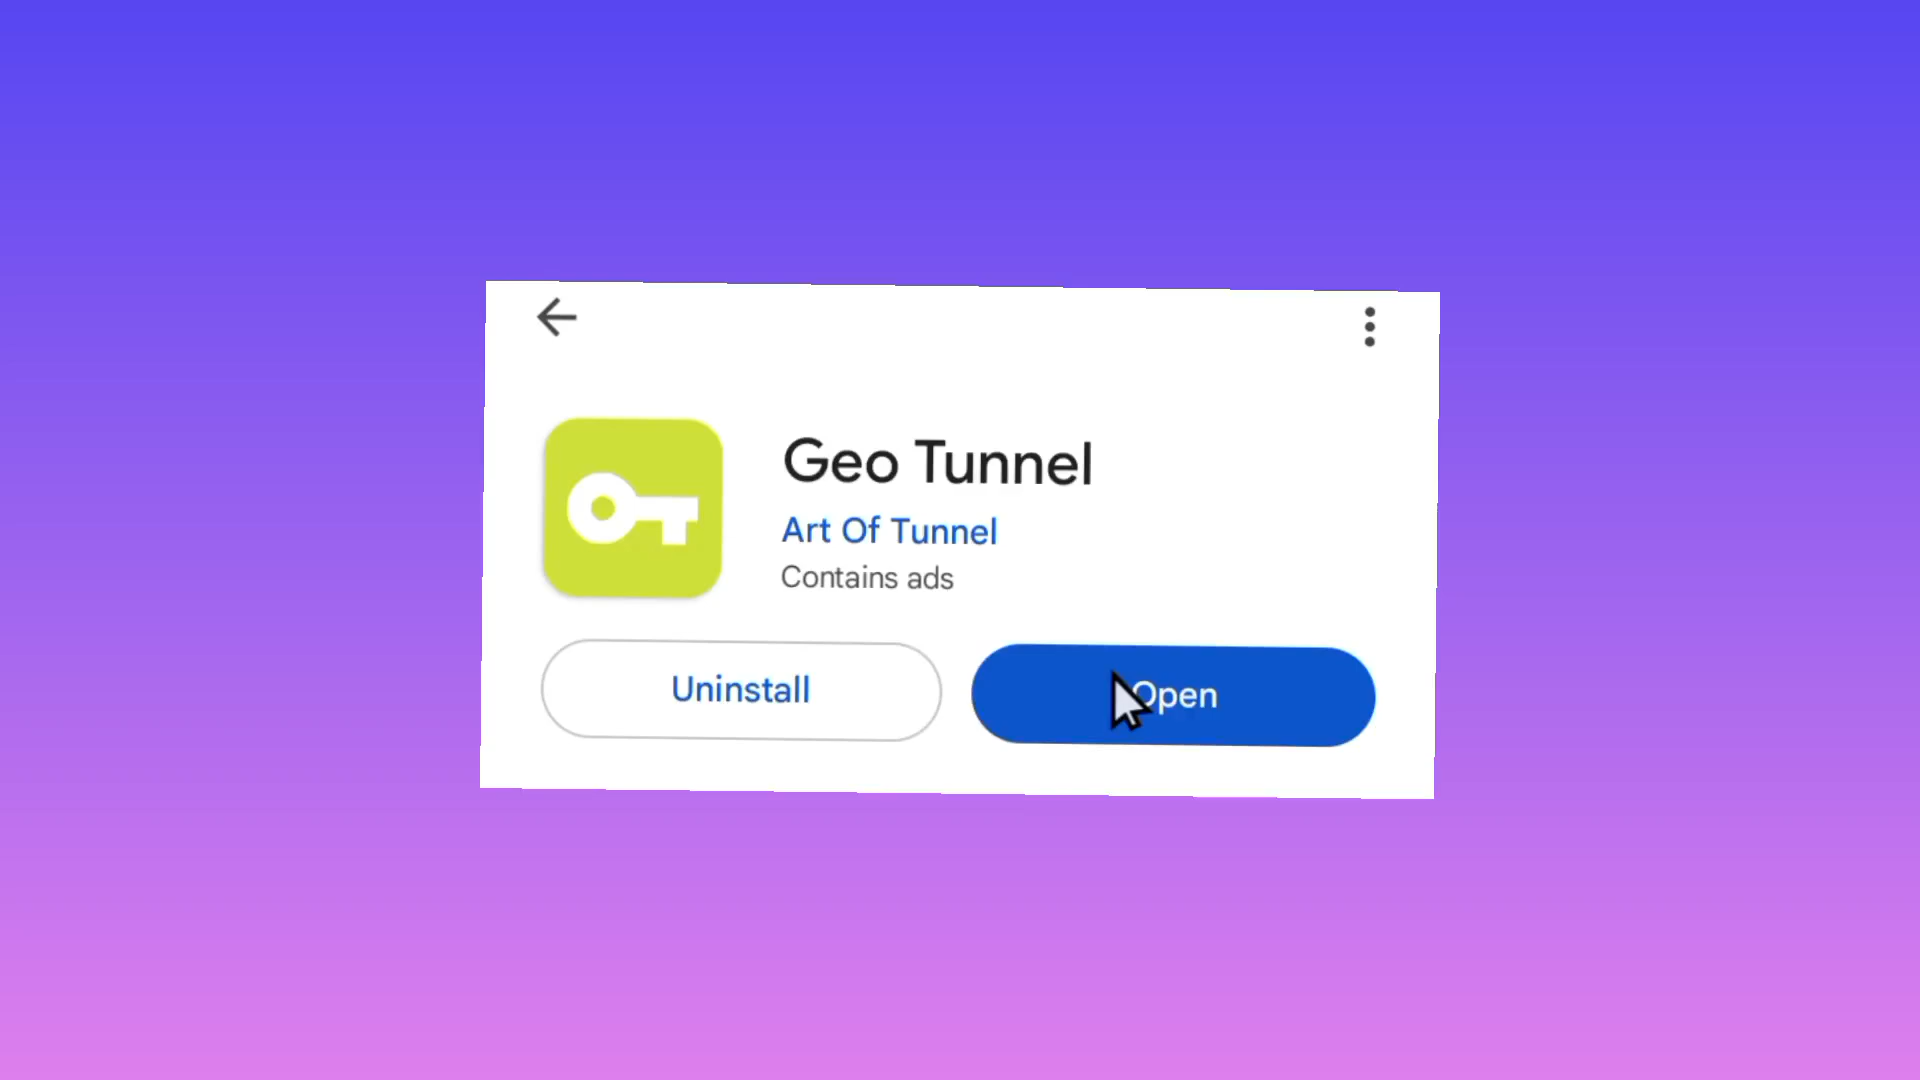 Geo Tunnel
Art Of Tunnel
Contains ads
Uninstall
Open